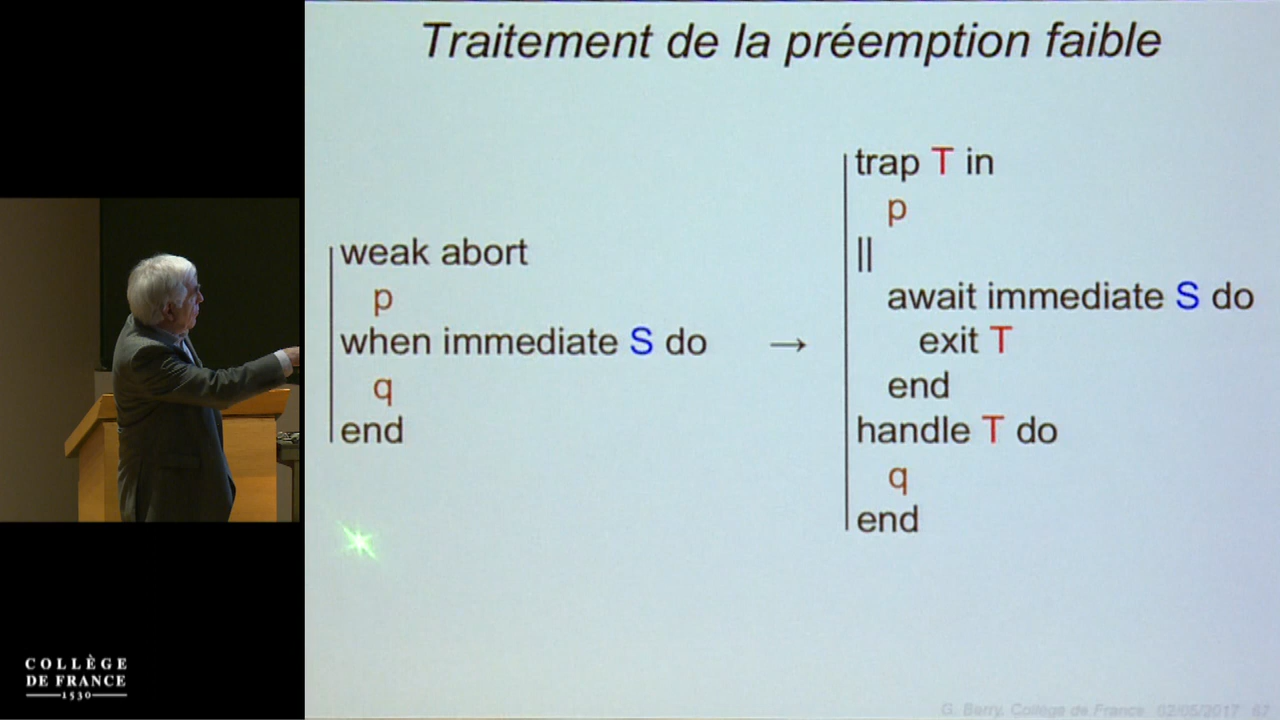 Traitement de la préemption faible
weak abort
p
when immediate S do
q
end
→
trap T in
p
||
await immediate S do
exit T
end
handle T do
q
end
COLLÈGE
DE FRANCE
1530
G. Berry, Collège de France 02/05/2017 67